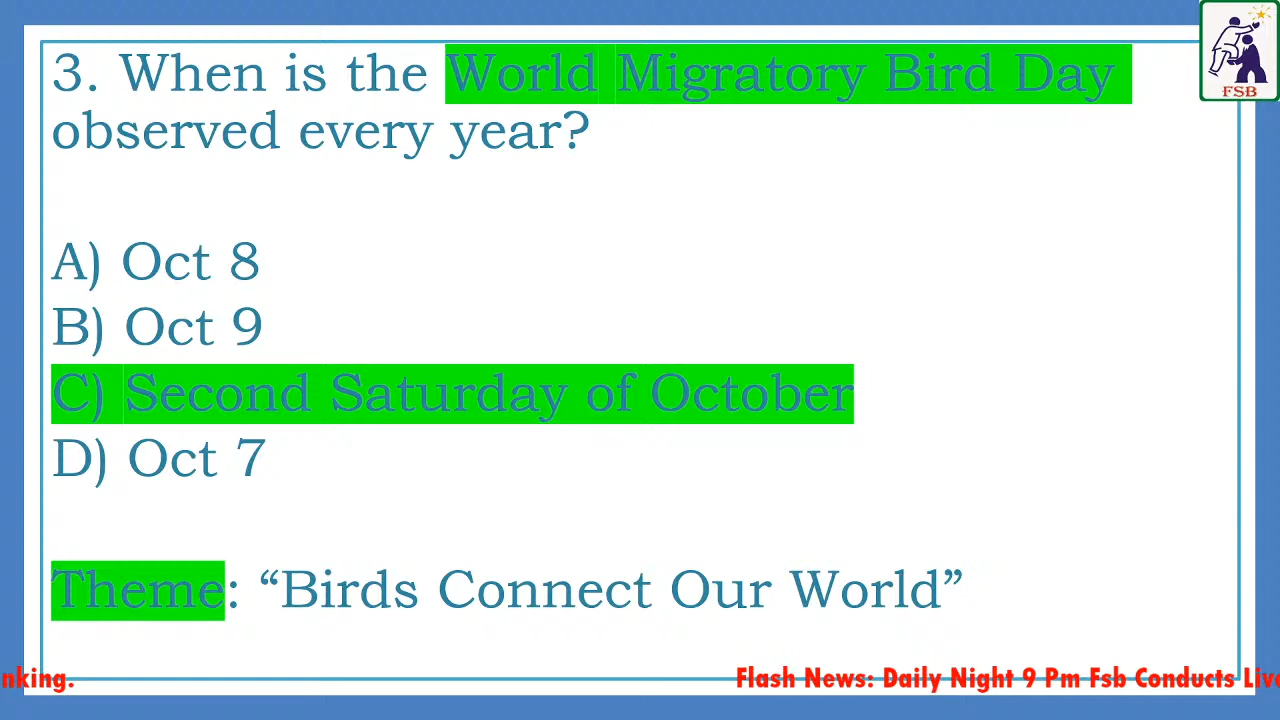 3. When is the World Migratory Bird Day
observed every year?
A) Oct 8
B) Oct 9
C) Second Saturday of October
D) Oct 7
Theme: “Birds Connect Our World”
nking. Flash News: Daily Night 9 Pm Fsb Conducts Live
FSB